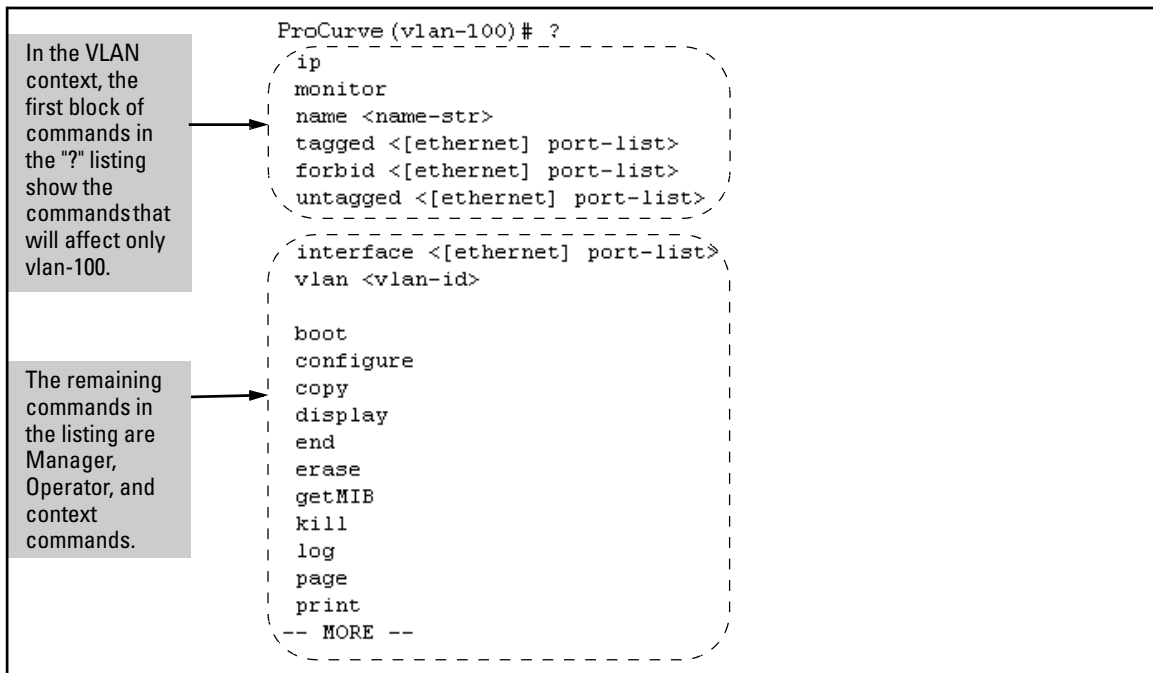 ProCurve (vlan-100)# ?
In the VLAN
context, the
first block of
commands in
the "?" listing
show the
commands that
will affect only
vlan-100.
ip
monitor
name <name-str>
tagged <[ethernet] port-list>
forbid <[ethernet] port-list>
untagged <[ethernet] port-list>
interface <[ethernet] port-list>
vlan <vlan-id>
The remaining
commands in
the listing are
Manager,
Operator, and
context
commands.
boot
configure
copy
display
end
erase
getMIB
kill
log
page
print
-- MORE --